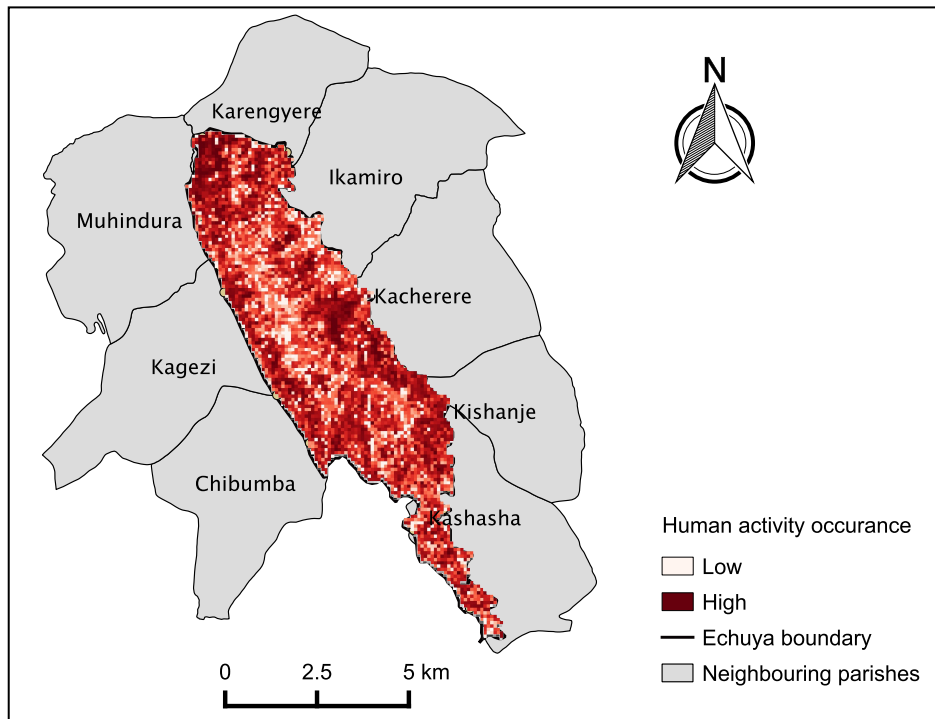 N
Karengyere
Ikamiro
Muhindura
Kacherere
Kagezi
Kishanje
Chibumba
Kashasha
Human activity occurance
Low
High
Echuya boundary
Neighbouring parishes
0 2.5 5 km